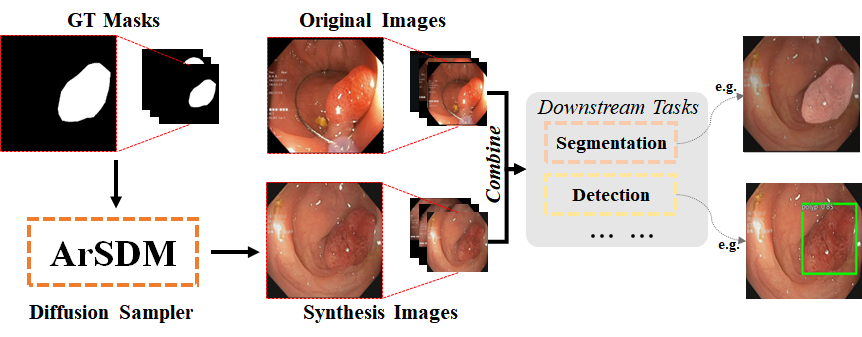 GT Masks
Original Images
Combine
Downstream Tasks
Segmentation
Detection
... ...
e.g.
e.g.
ArSDM
Diffusion Sampler
Synthesis Images